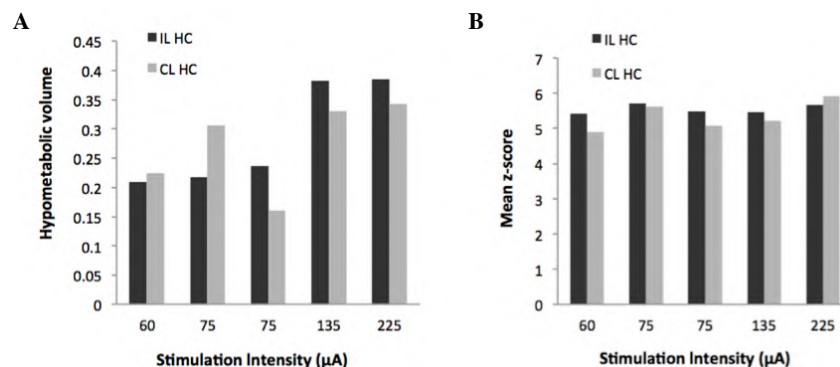 A
IL HC
CL HC
Hypometabolic volume
0.45
0.4
0.35
0.3
0.25
0.2
0.15
0.1
0.05
0
60 75 75 135 225
Stimulation Intensity (µA)
B
IL HC
CL HC
Mean z-score
7
6
5
4
3
2
1
0
60 75 75 135 225
Stimulation Intensity (µA)